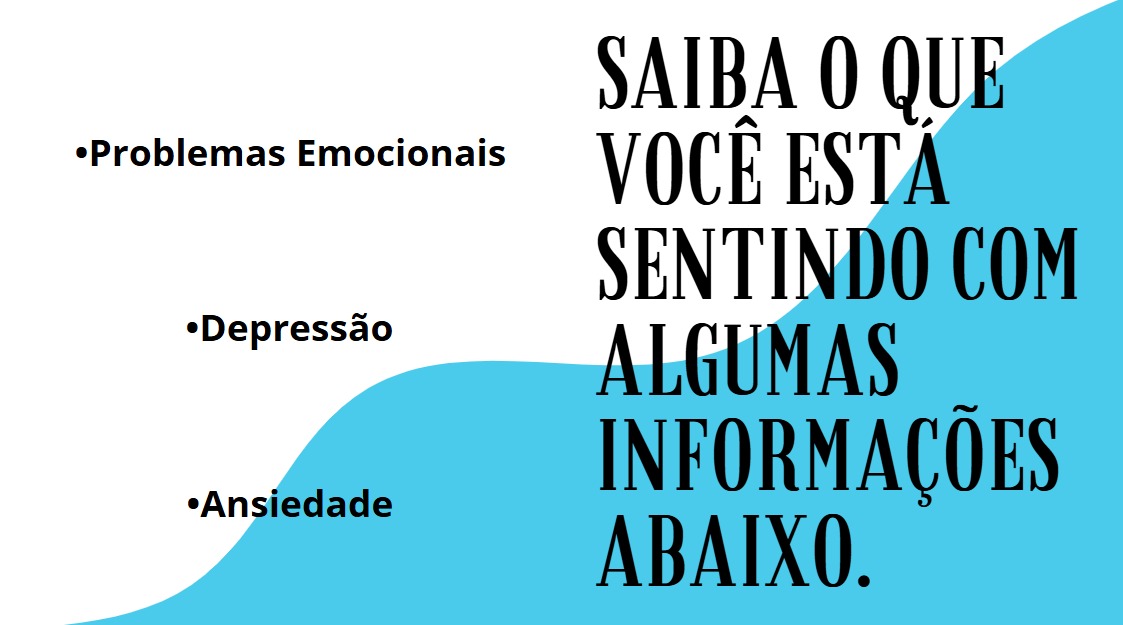 •Problemas Emocionais
•Depressão
•Ansiedade
SAIBA O QUE
VOCÊ ESTÁ
SENTINDO COM
ALGUMAS
INFORMAÇÕES
ABAIXO.